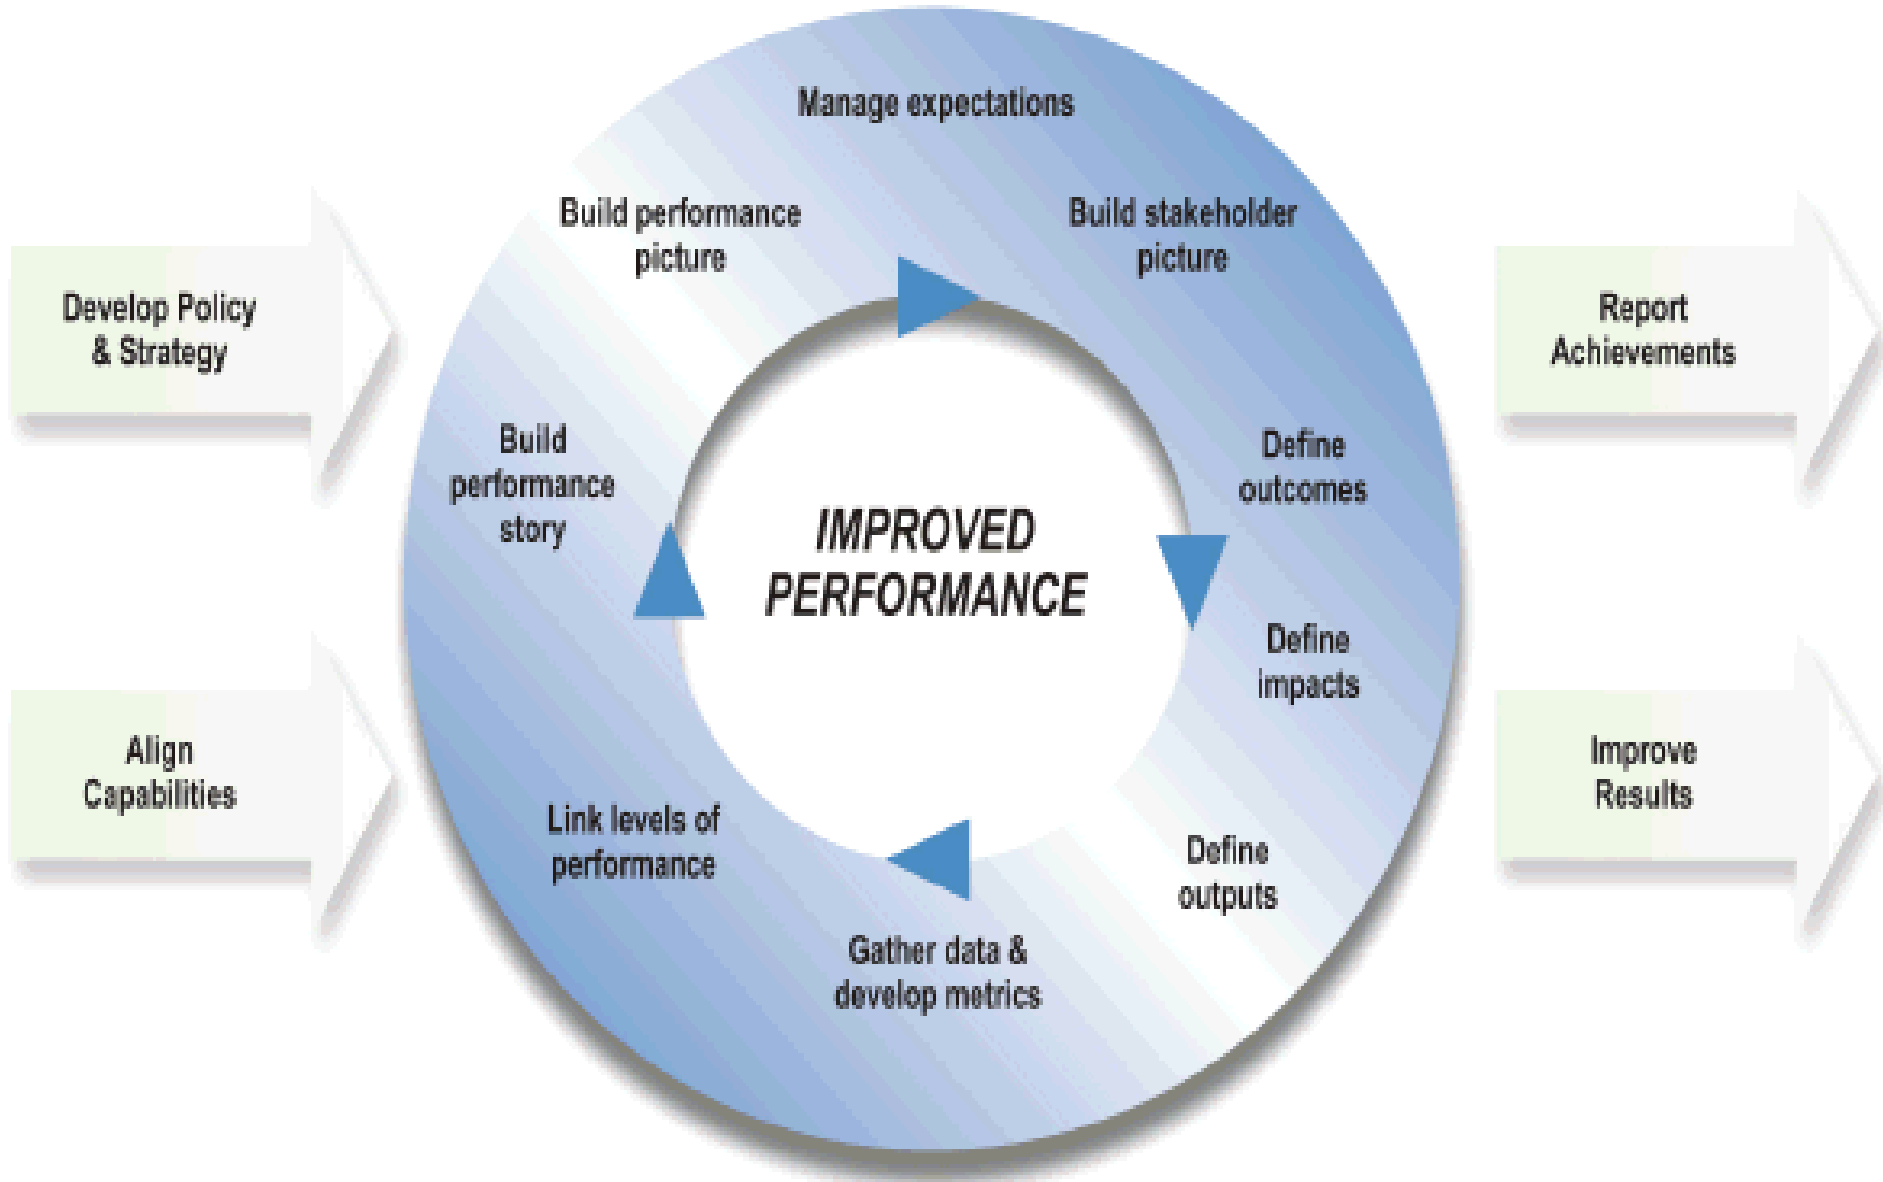 Manage expectations
Build stakeholder
picture
Define
outcomes
Define
impacts
Define
outputs
Gather data &
develop metrics
Link levels of
performance
Build
performance
story
Build performance
picture
IMPROVED
PERFORMANCE
Develop Policy
& Strategy
Align
Capabilities
Report
Achievements
Improve
Results